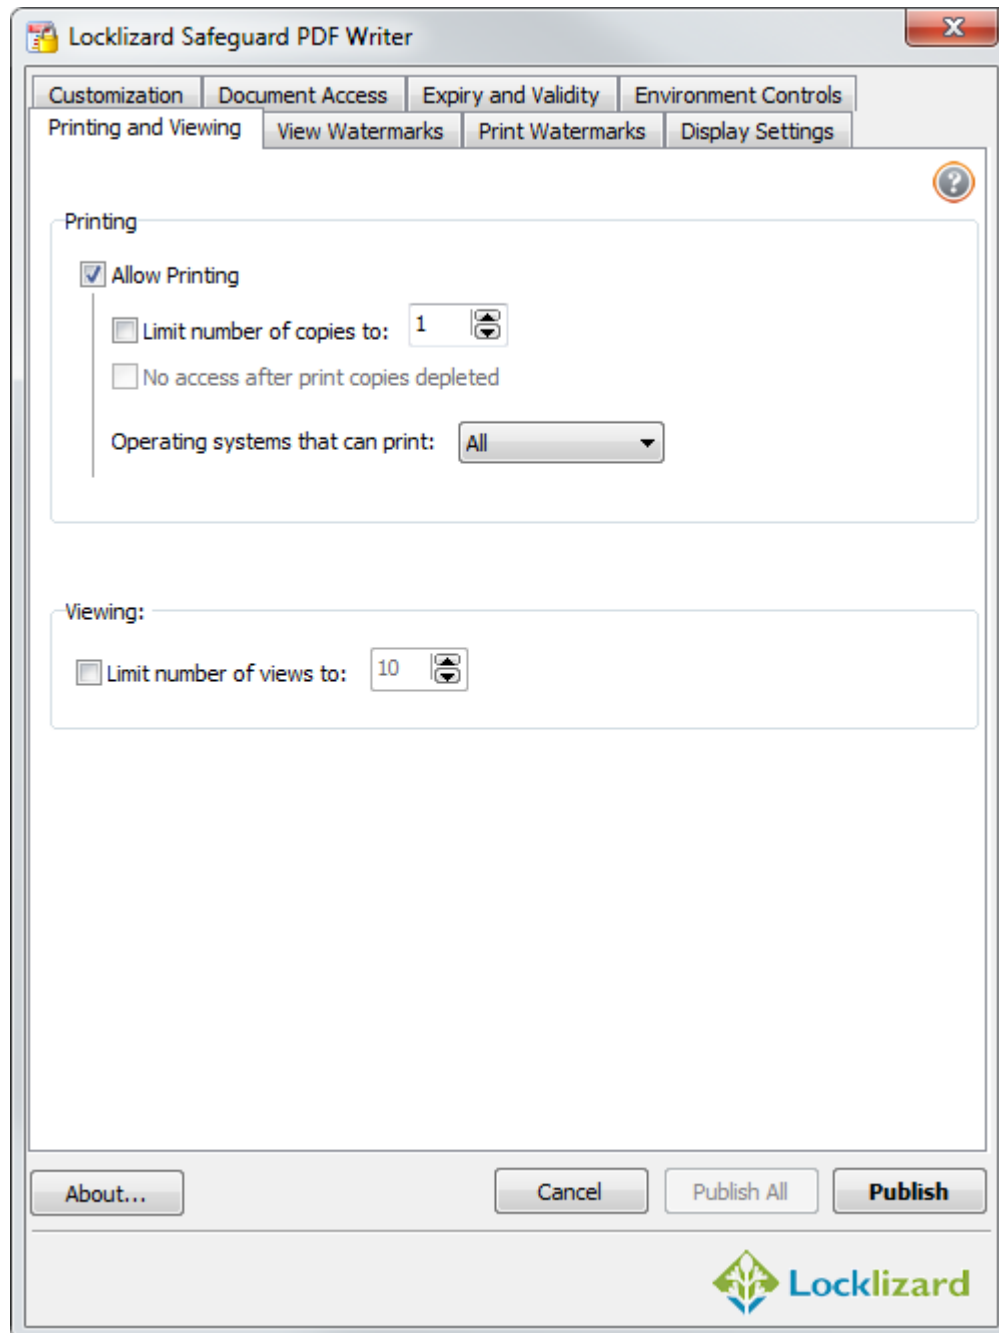 Locklizard Safeguard PDF Writer
Customization Document Access Expiry and Validity Environment Controls
Printing and Viewing View Watermarks Print Watermarks Display Settings
?
Printing
Allow Printing
Limit number of copies to: 1
No access after print copies depleted
Operating systems that can print: All
Viewing:
Limit number of views to: 10
About... Cancel Publish All Publish
Locklizard